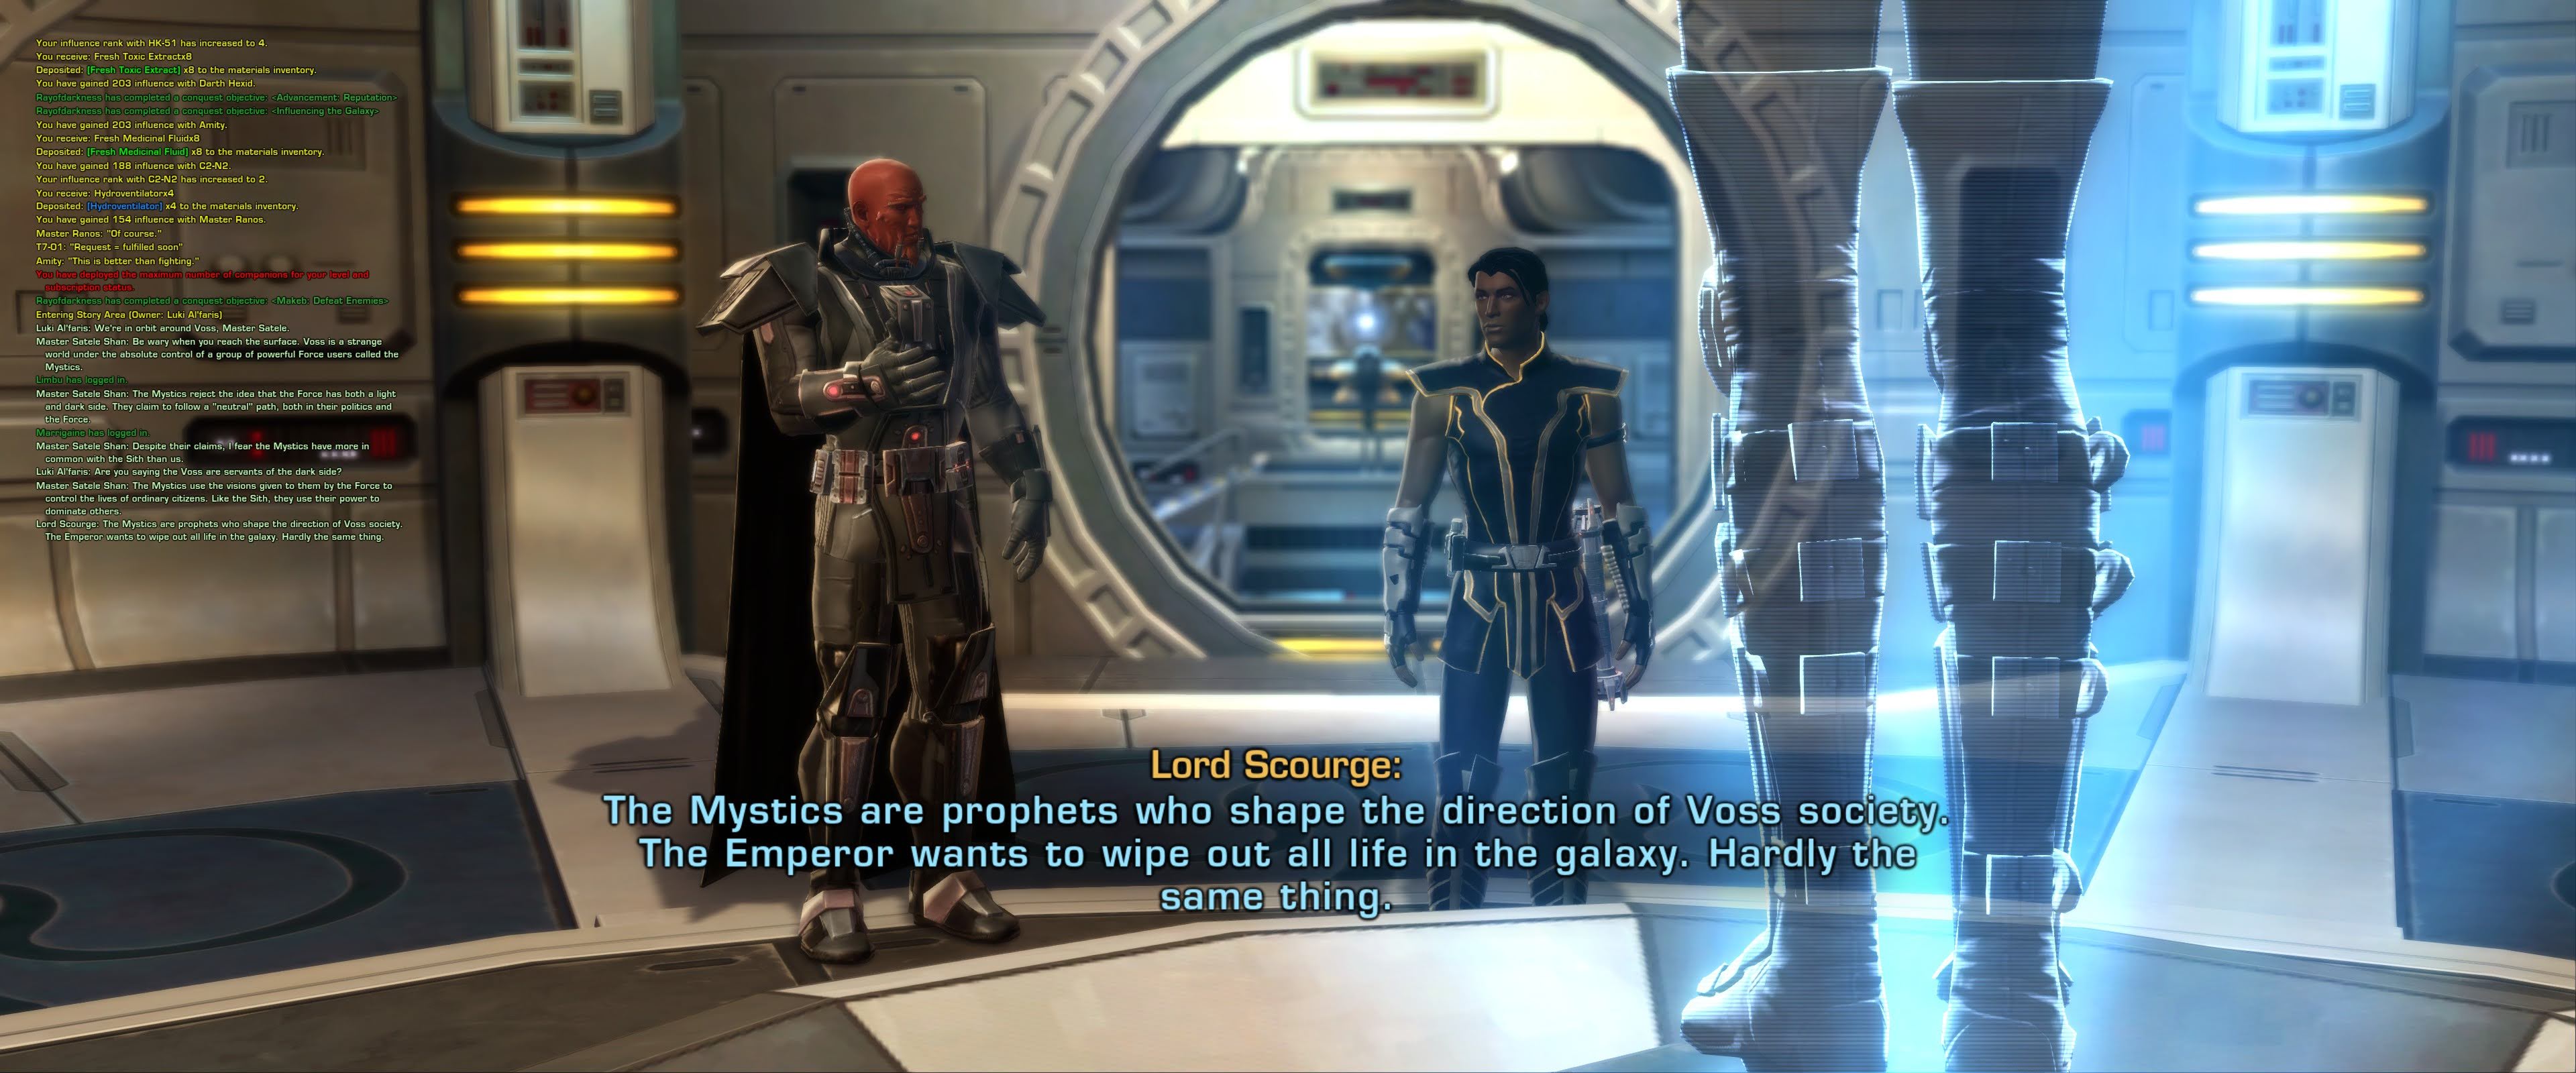 Your influence rank with HK-51 has increased to 4.
You receive: Fresh Toxic Extractx8
Deposited: [Fresh Toxic Extract] x8 to the materials inventory.
You have gained 203 influence with Darth Hexid.
Rayofdarkness has completed a conquest objective: <Advancement: Reputation>
Rayofdarkness has completed a conquest objective: <Influencing the Galaxy>
You have gained 203 influence with Amity.
You receive: Fresh Medicinal Fluidx8
Deposited: [Fresh Medicinal Fluid] x8 to the materials inventory.
You have gained 188 influence with C2-N2.
Your influence rank with C2-N2 has increased to 2.
You receive: Hydroventilatorx4
Deposited: [Hydroventilator] x4 to the materials inventory.
You have gained 154 influence with Master Ranos.
Master Ranos: "Of course."
T7-O1: "Request = fulfilled soon"
Amity: "This is better than fighting."
You have deployed the maximum number of companions for your level and
subscription status.
Rayofdarkness has completed a conquest objective: <Makeb: Defeat Enemies>
Entering Story Area (Owner: Luki Al'faris)
Luki Al'faris: We're in orbit around Voss, Master Satele.
Master Satele Shan: Be wary when you reach the surface. Voss is a strange
world under the absolute control of a group of powerful Force users called the
Mystics.
Limbu has logged in.
Master Satele Shan: The Mystics reject the idea that the Force has both a light
and dark side. They claim to follow a "neutral" path, both in their politics and
the Force.
Marrigaine has logged in.
Master Satele Shan: Despite their claims, I fear the Mystics have more in
common with the Sith than us.
Luki Al'faris: Are you saying the Voss are servants of the dark side?
Master Satele Shan: The Mystics use the visions given to them by the Force to
control the lives of ordinary citizens. Like the Sith, they use their power to
dominate others.
Lord Scourge: The Mystics are prophets who shape the direction of Voss society.
The Emperor wants to wipe out all life in the galaxy. Hardly the same thing.
Lord Scourge:
The Mystics are prophets who shape the direction of Voss society.
The Emperor wants to wipe out all life in the galaxy. Hardly the
same thing.